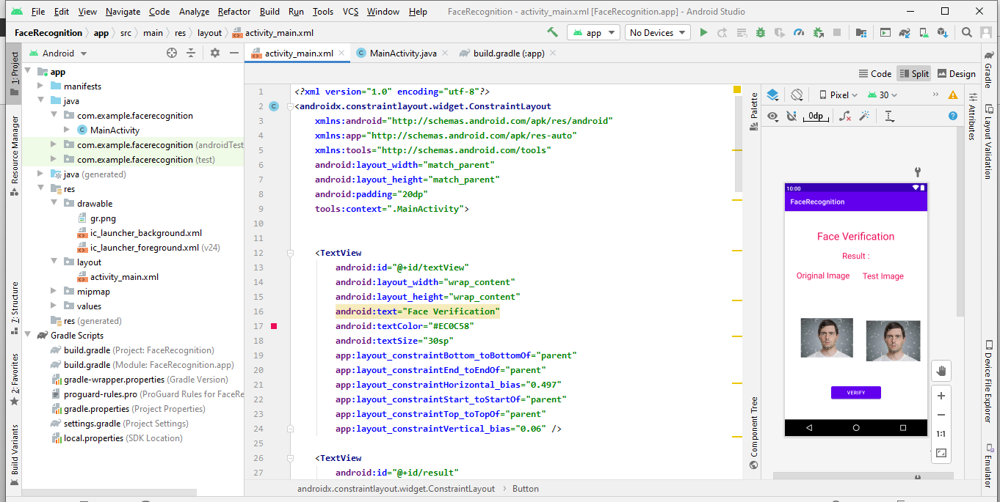 File Edit View Navigate Code Analyze Refactor Build Run Tools VCS Window Help FaceRecognition - activity_main.xml [FaceRecognition.app] - Android Studio
FaceRecognition app src main res layout activity_main.xml app No Devices
1: Project
Resource Manager
7: Structure
2: Favorites
Build Variants
Android
app
manifests
java
com.example.facerecognition
MainActivity
com.example.facerecognition (androidTest
com.example.facerecognition (test)
java (generated)
res
drawable
gr.png
ic_launcher_background.xml
ic_launcher_foreground.xml (v24)
layout
activity_main.xml
mipmap
values
res (generated)
Gradle Scripts
build.gradle (Project: FaceRecognition)
build.gradle (Module: FaceRecognition.app)
gradle-wrapper.properties (Gradle Version)
proguard-rules.pro (ProGuard Rules for FaceRe
gradle.properties (Project Properties)
settings.gradle (Project Settings)
local.properties (SDK Location)
activity_main.xml MainActivity.java build.gradle (:app)
Code Split Design
1 <?xml version="1.0" encoding="utf-8"?>
2 <androidx.constraintlayout.widget.ConstraintLayout
3 xmlns:android="http://schemas.android.com/apk/res/android"
4 xmlns:app="http://schemas.android.com/apk/res-auto"
5 xmlns:tools="http://schemas.android.com/tools"
6 android:layout_width="match_parent"
7 android:layout_height="match_parent"
8 android:padding="20dp"
9 tools:context=".MainActivity">
10
11
12 <TextView
13 android:id="@+id/textView"
14 android:layout_width="wrap_content"
15 android:layout_height="wrap_content"
16 android:text="Face Verification"
17 android:textColor="#EC0C58"
18 android:textSize="30sp"
19 app:layout_constraintBottom_toBottomOf="parent"
20 app:layout_constraintEnd_toEndOf="parent"
21 app:layout_constraintHorizontal_bias="0.497"
22 app:layout_constraintStart_toStartOf="parent"
23 app:layout_constraintTop_toTopOf="parent"
24 app:layout_constraintVertical_bias="0.06" />
25
26 <TextView
27 android:id="@+id/result"
androidx.constraintlayout.widget.ConstraintLayout Button
Palette
Component Tree
Pixel 30
0dp
10:00
FaceRecognition
Face Verification
Result :
Original Image Test Image
VERIFY
1:1
Attributes
Gradle
Layout Validation
Device File Explorer
Emulator